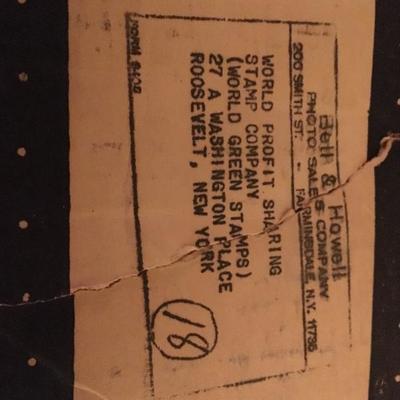 Bell & Howell
PHOTO SALES COMPANY
200 SMITH ST. - FARMINGDALE, N.Y. 11735
WORLD PROFIT SHARING
STAMP COMPANY
(WORLD GREEN STAMPS)
27 A WASHINGTON PLACE
ROOSEVELT, NEW YORK
18